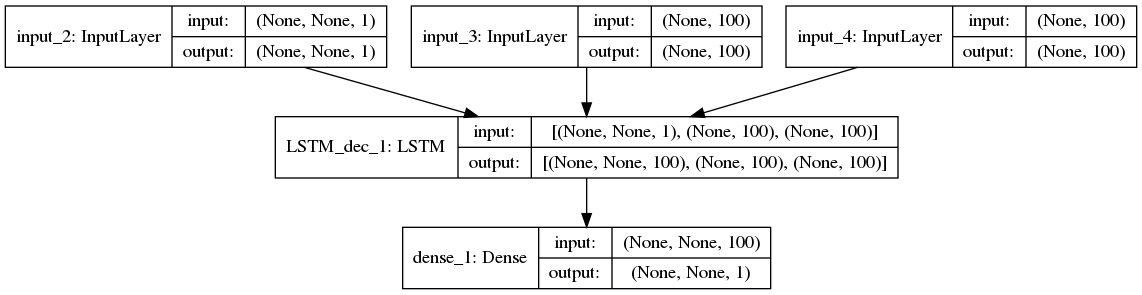 input_2: InputLayer input: (None, None, 1) output: (None, None, 1)
input_3: InputLayer input: (None, 100) output: (None, 100)
input_4: InputLayer input: (None, 100) output: (None, 100)
LSTM_dec_1: LSTM input: [(None, None, 1), (None, 100), (None, 100)] output: [(None, None, 100), (None, 100), (None, 100)]
dense_1: Dense input: (None, None, 100) output: (None, None, 1)